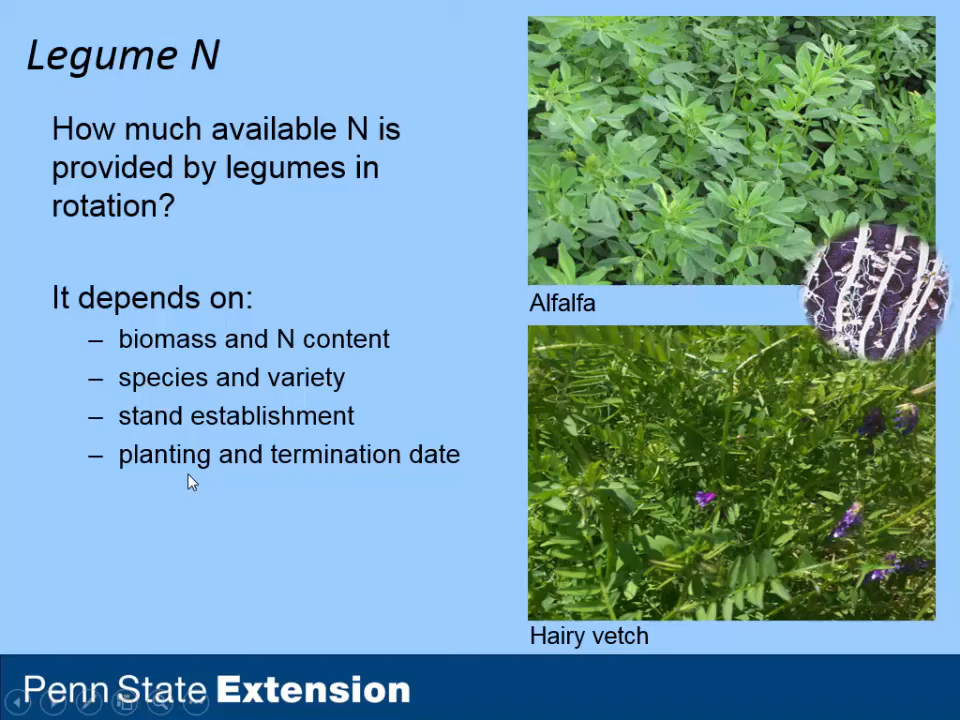 Legume N
How much available N is
provided by legumes in
rotation?
It depends on:
– biomass and N content
– species and variety
– stand establishment
– planting and termination date
Alfalfa
Hairy vetch
Penn State Extension